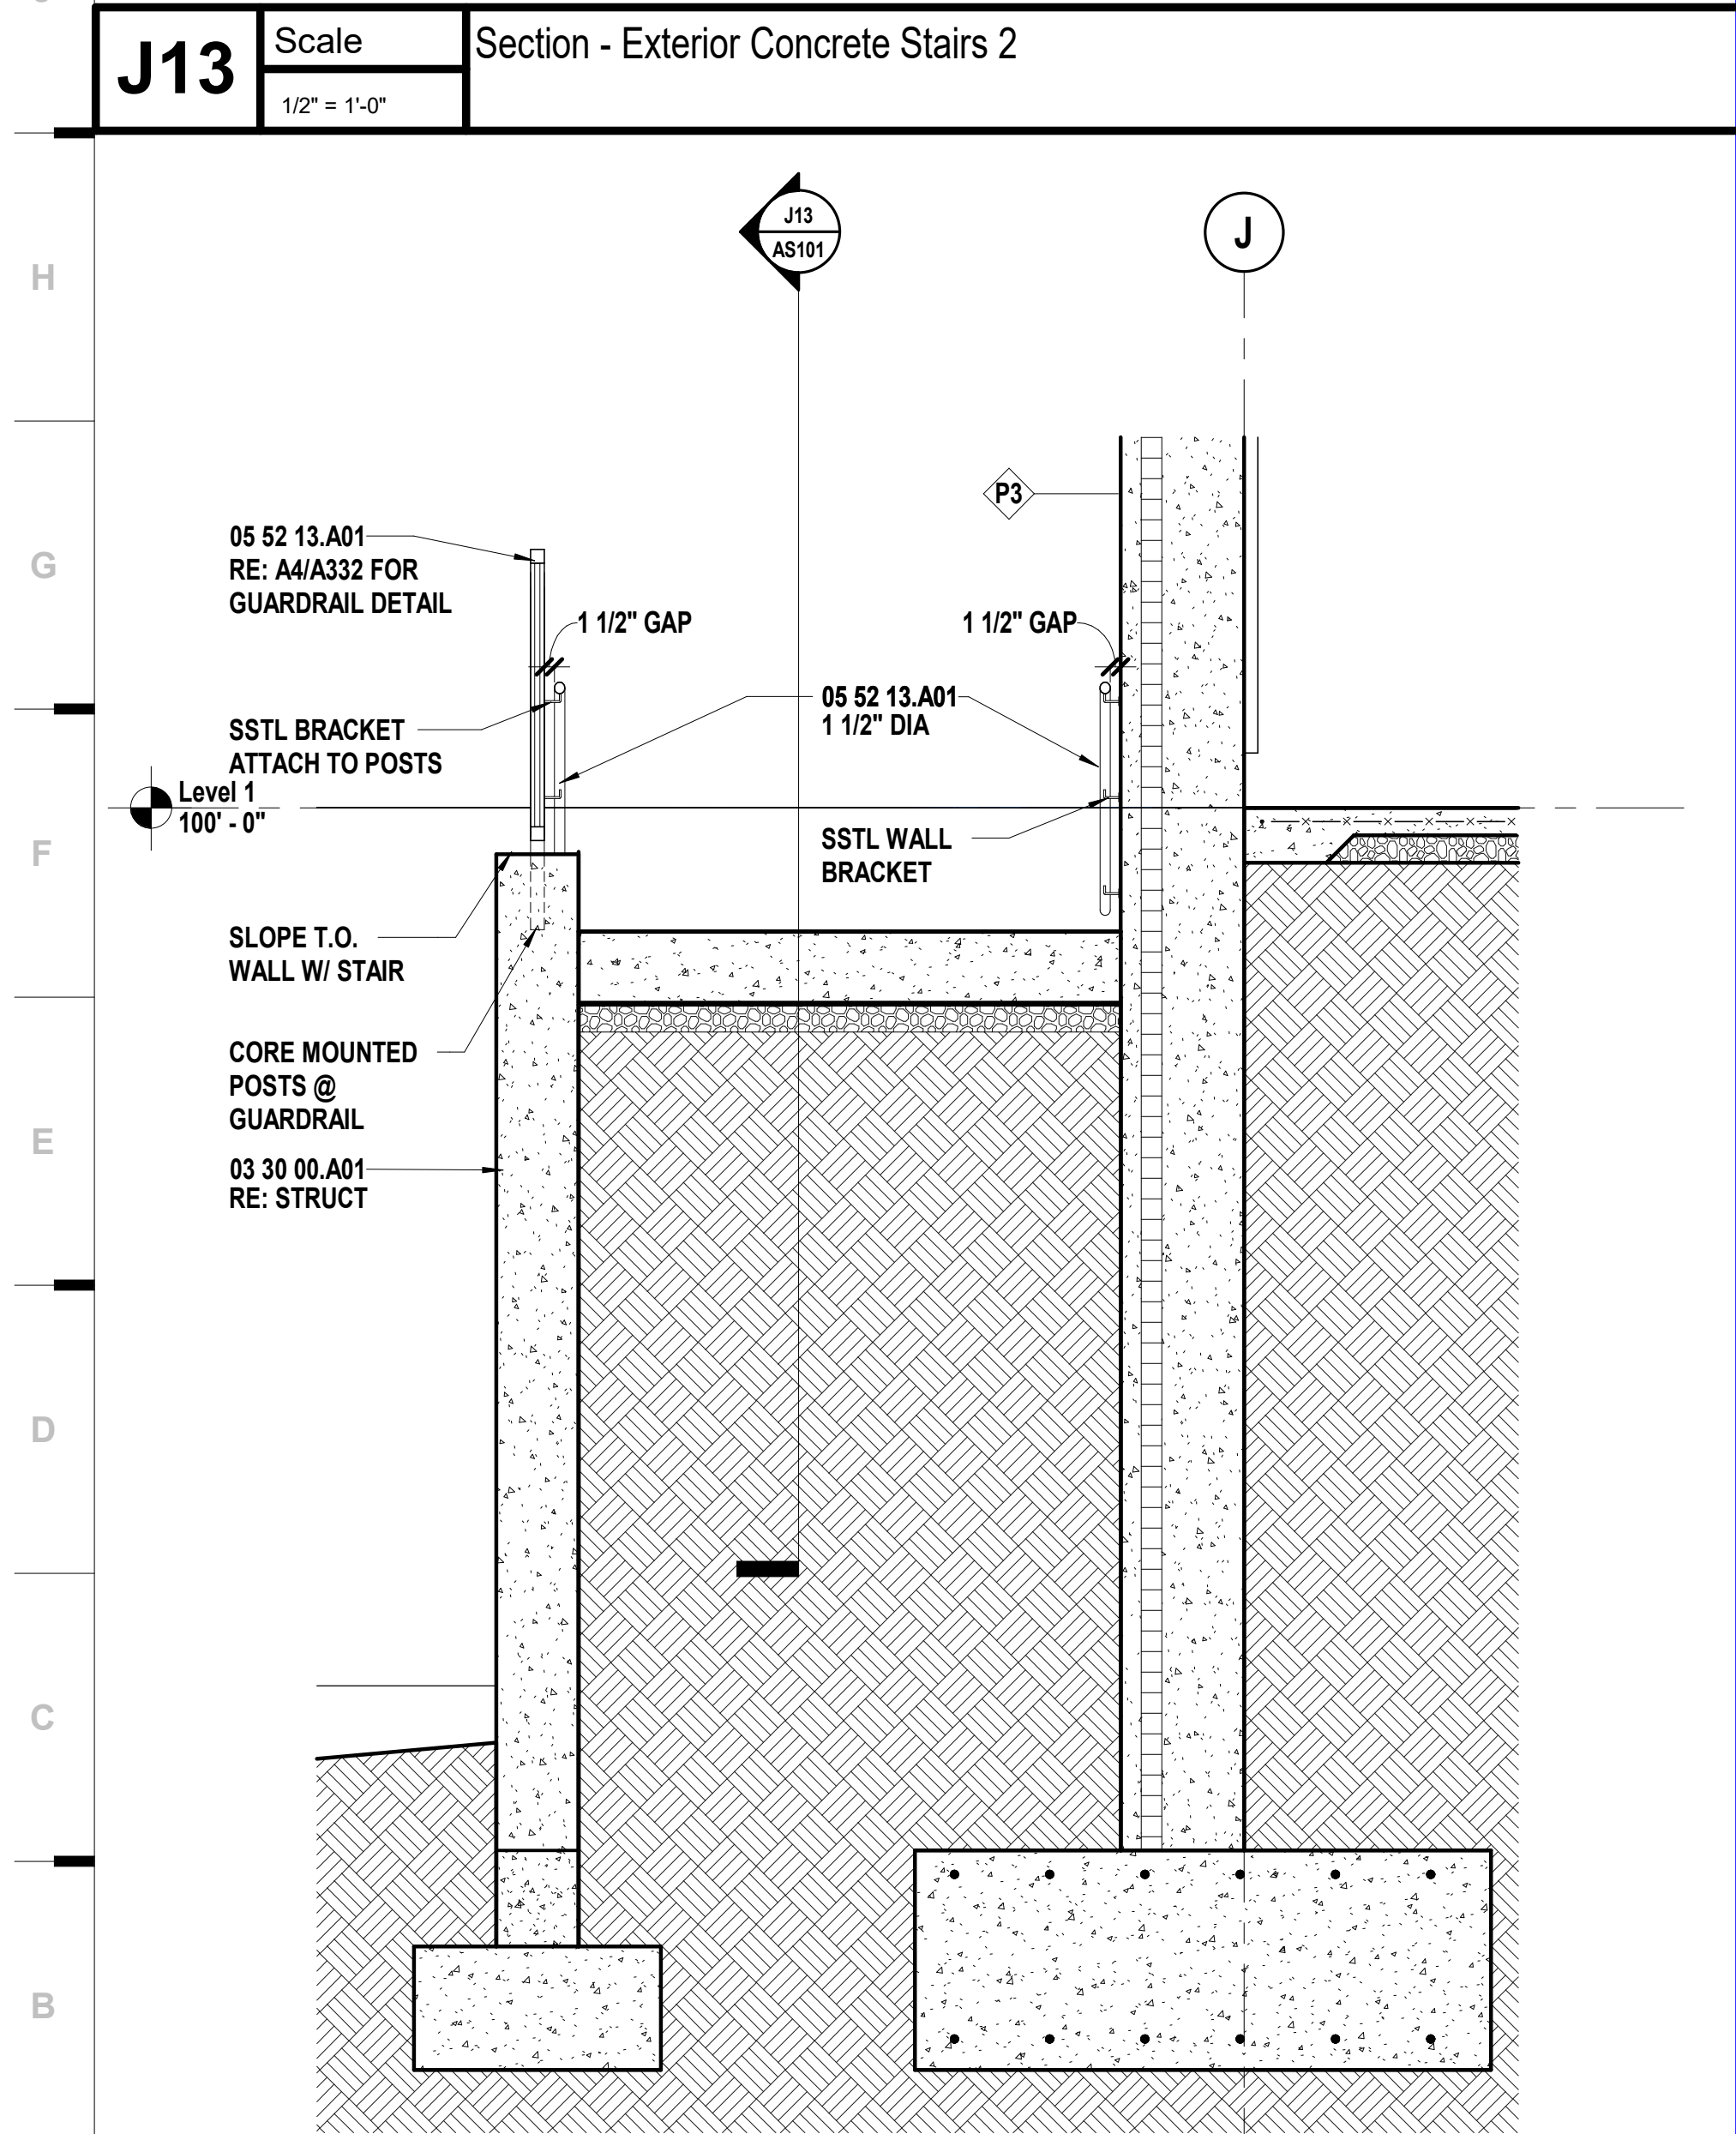 J13
Scale
1/2" = 1'-0"
Section - Exterior Concrete Stairs 2
J13
AS101
J
H
P3
05 52 13.A01
RE: A4/A332 FOR
GUARDRAIL DETAIL
G
1 1/2" GAP
1 1/2" GAP
05 52 13.A01
1 1/2" DIA
SSTL BRACKET
ATTACH TO POSTS
Level 1
100' - 0"
SSTL WALL
BRACKET
F
SLOPE T.O.
WALL W/ STAIR
CORE MOUNTED
POSTS @
GUARDRAIL
E
03 30 00.A01
RE: STRUCT
D
C
B